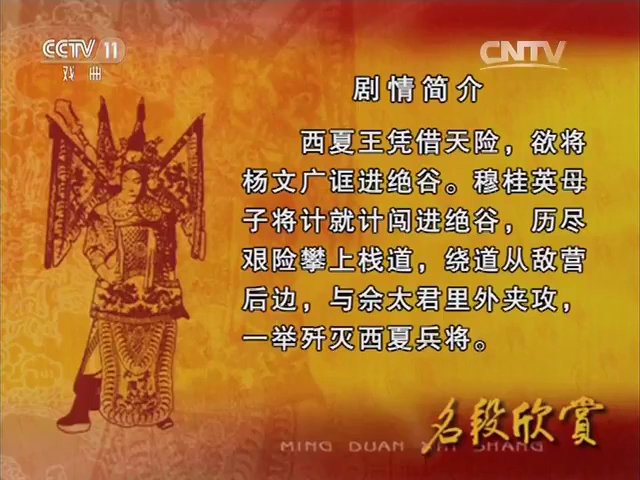 CCTV 11
戏曲
CNTV
剧情简介
西夏王凭借天险，欲将
杨文广诓进绝谷。穆桂英母
子将计就计闯进绝谷，历尽
艰险攀上栈道，绕道从敌营
后边，与佘太君里外夹攻，
一举歼灭西夏兵将。
名段欣赏
MING DUAN XIN SHANG